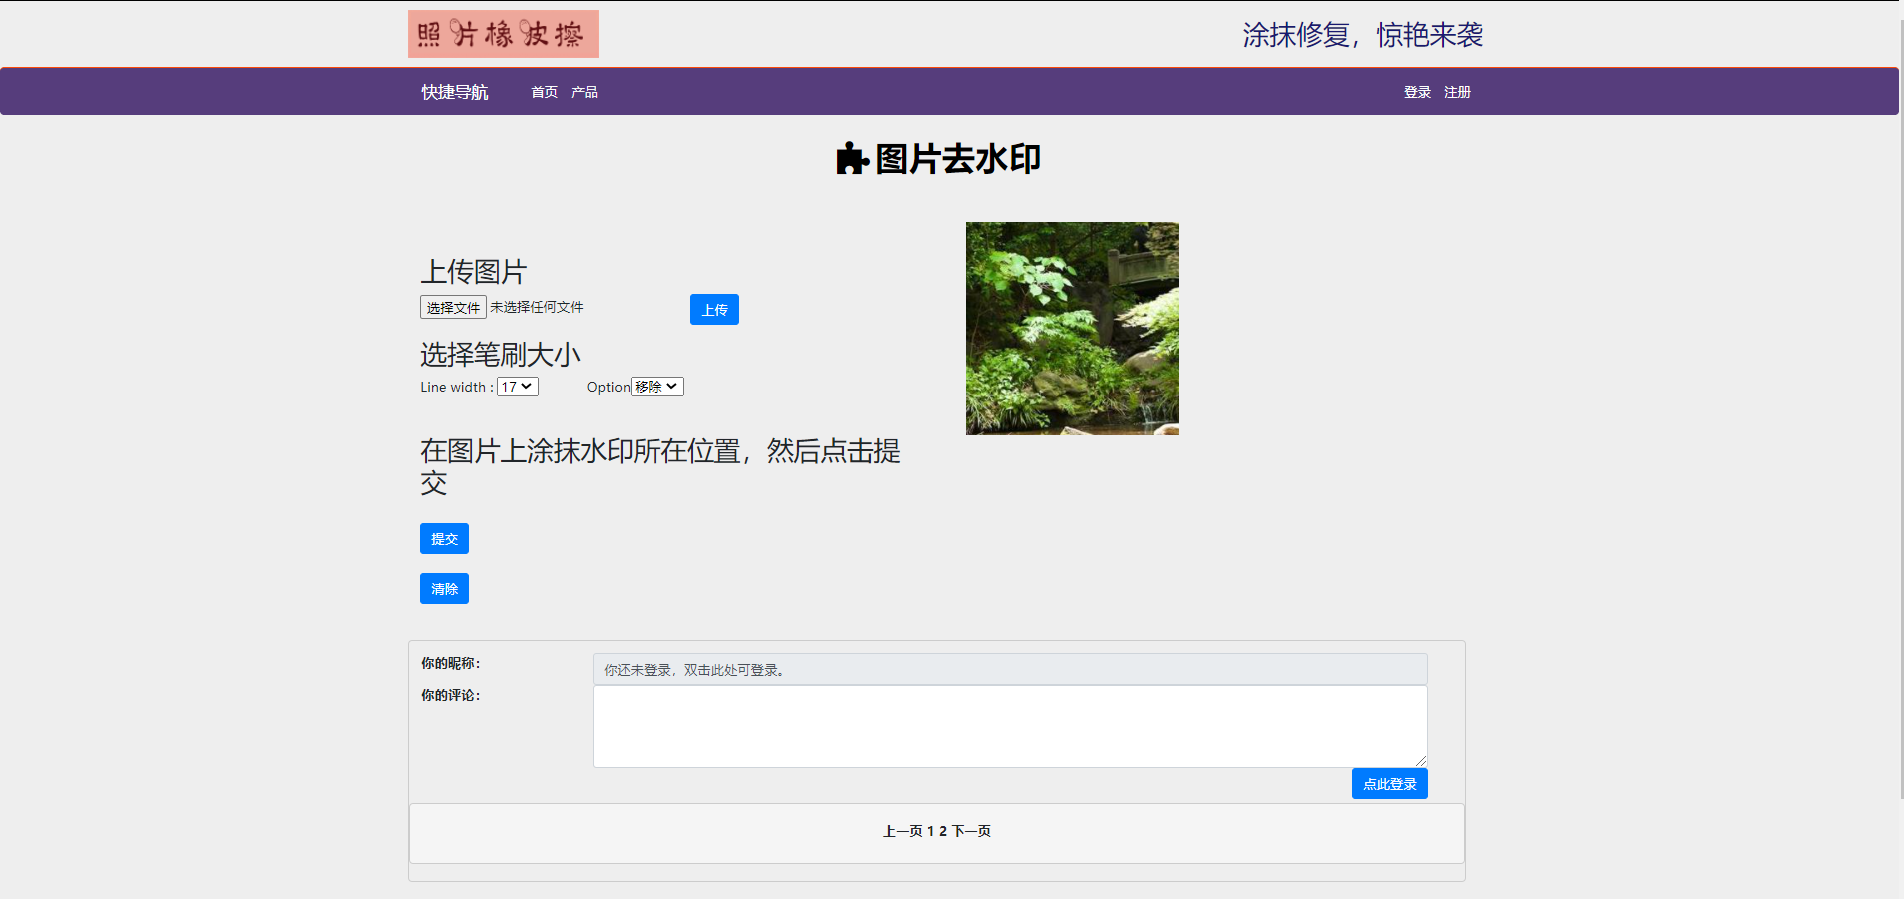 照片橡皮擦
涂抹修复，惊艳来袭
快捷导航 首页 产品 登录 注册
图片去水印
上传图片
选择文件 未选择任何文件 上传
选择笔刷大小
Line width : 17 Option 移除
在图片上涂抹水印所在位置，然后点击提
交
提交
清除
你的昵称： 你还未登录，双击此处可登录。
你的评论：
点此登录
上一页 1 2 下一页